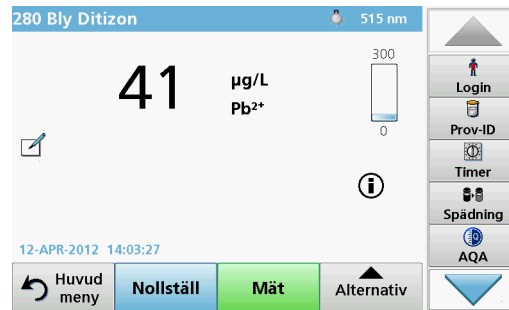 280 Bly Ditizon
515 nm
41
µg/L
Pb²⁺
300
0
12-APR-2012 14:03:27
Huvud
meny
Nollställ
Mät
Alternativ
Login
Prov-ID
Timer
Spädning
AQA